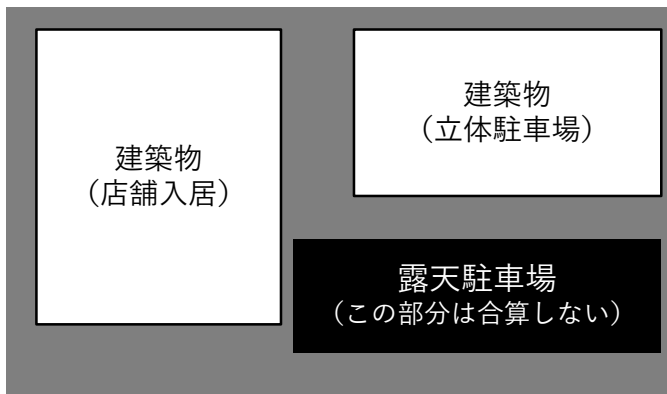 建築物
（店舗入居）
建築物
（立体駐車場）
露天駐車場
（この部分は合算しない）